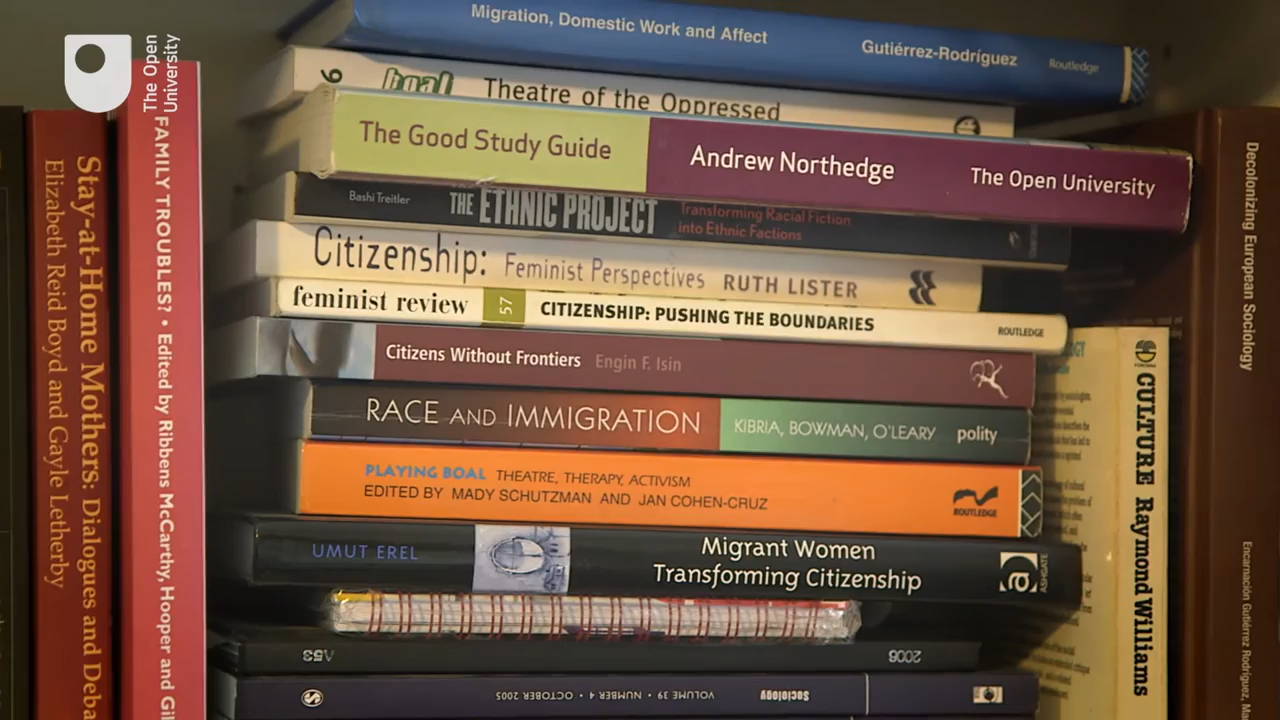 The Open
University
Stay-at-Home Mothers: Dialogues and Deba
Elizabeth Reid Boyd and Gayle Letherby
FAMILY TROUBLES? • Edited by Ribbens McCarthy, Hooper and Gil
Migration, Domestic Work and Affect Gutiérrez-Rodríguez Routledge
boal Theatre of the Oppressed
The Good Study Guide Andrew Northedge The Open University
Bashi Treitler THE ETHNIC PROJECT Transforming Racial Fiction
into Ethnic Factions
Citizenship: Feminist Perspectives RUTH LISTER
feminist review 57 CITIZENSHIP: PUSHING THE BOUNDARIES ROUTLEDGE
Citizens Without Frontiers Engin F. Isin
RACE AND IMMIGRATION KIBRIA, BOWMAN, O'LEARY polity
PLAYING BOAL THEATRE, THERAPY, ACTIVISM
EDITED BY MADY SCHUTZMAN AND JAN COHEN-CRUZ ROUTLEDGE
UMUT EREL Migrant Women
Transforming Citizenship ASHGATE
2006 A53
Sociology VOLUME 39 • NUMBER 4 • OCTOBER 2005
CULTURE Raymond Williams
Decolonizing European Sociology
Encarnación Gutiérrez Rodríguez, Ma